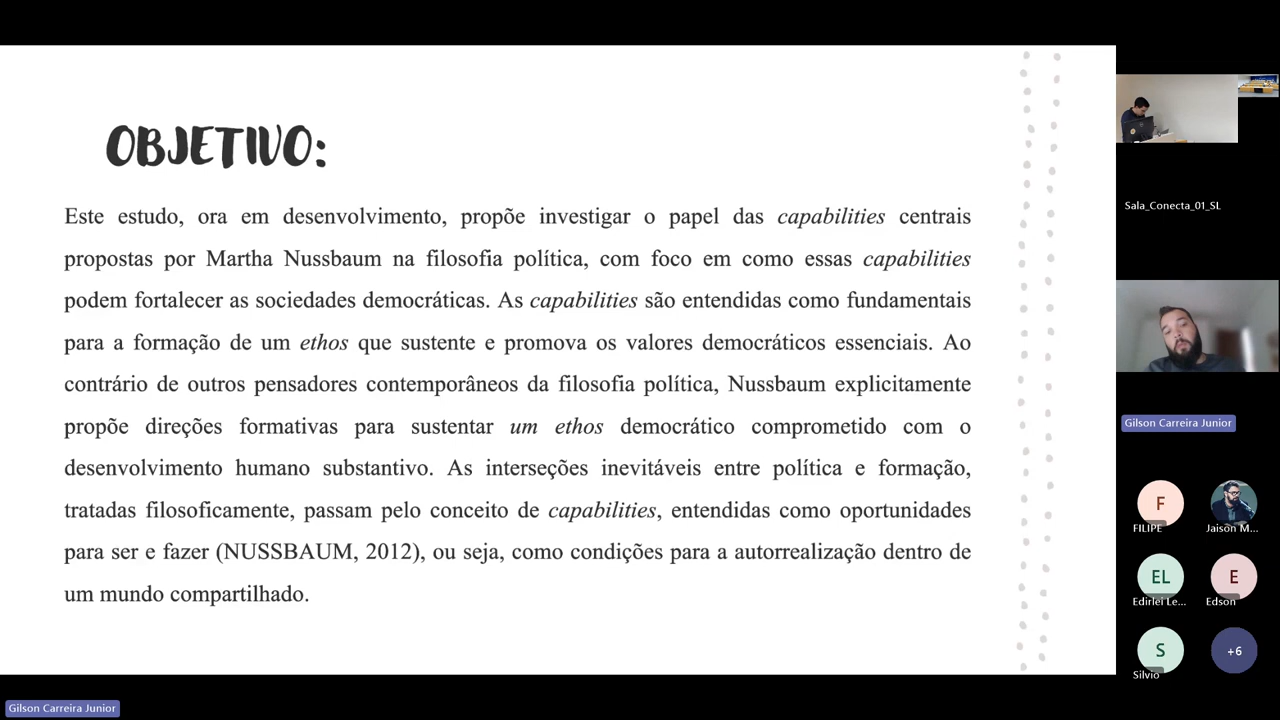 OBJETIVO:
Este estudo, ora em desenvolvimento, propõe investigar o papel das capabilities centrais
propostas por Martha Nussbaum na filosofia política, com foco em como essas capabilities
podem fortalecer as sociedades democráticas. As capabilities são entendidas como fundamentais
para a formação de um ethos que sustente e promova os valores democráticos essenciais. Ao
contrário de outros pensadores contemporâneos da filosofia política, Nussbaum explicitamente
propõe direções formativas para sustentar um ethos democrático comprometido com o
desenvolvimento humano substantivo. As interseções inevitáveis entre política e formação,
tratadas filosoficamente, passam pelo conceito de capabilities, entendidas como oportunidades
para ser e fazer (NUSSBAUM, 2012), ou seja, como condições para a autorrealização dentro de
um mundo compartilhado.
Sala_Conecta_01_SL
Gilson Carreira Junior
F
FILIPE
Jaison M...
EL
Edirlei Le...
E
Edson
S
Silvio
+6
Gilson Carreira Junior